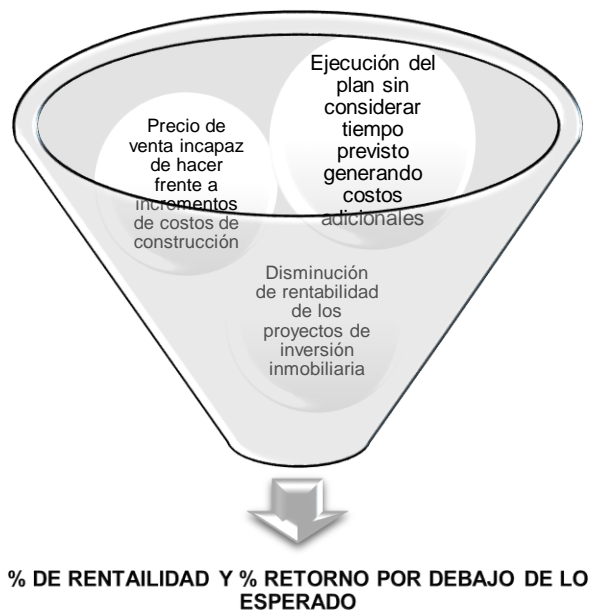 Ejecución del
plan sin
considerar
tiempo
previsto
generando
costos
adicionales
Precio de
venta incapaz
de hacer
frente a
incrementos
de costos de
construcción
Disminución
de rentabilidad
de los
proyectos de
inversión
inmobiliaria
% DE RENTAILIDAD Y % RETORNO POR DEBAJO DE LO
ESPERADO